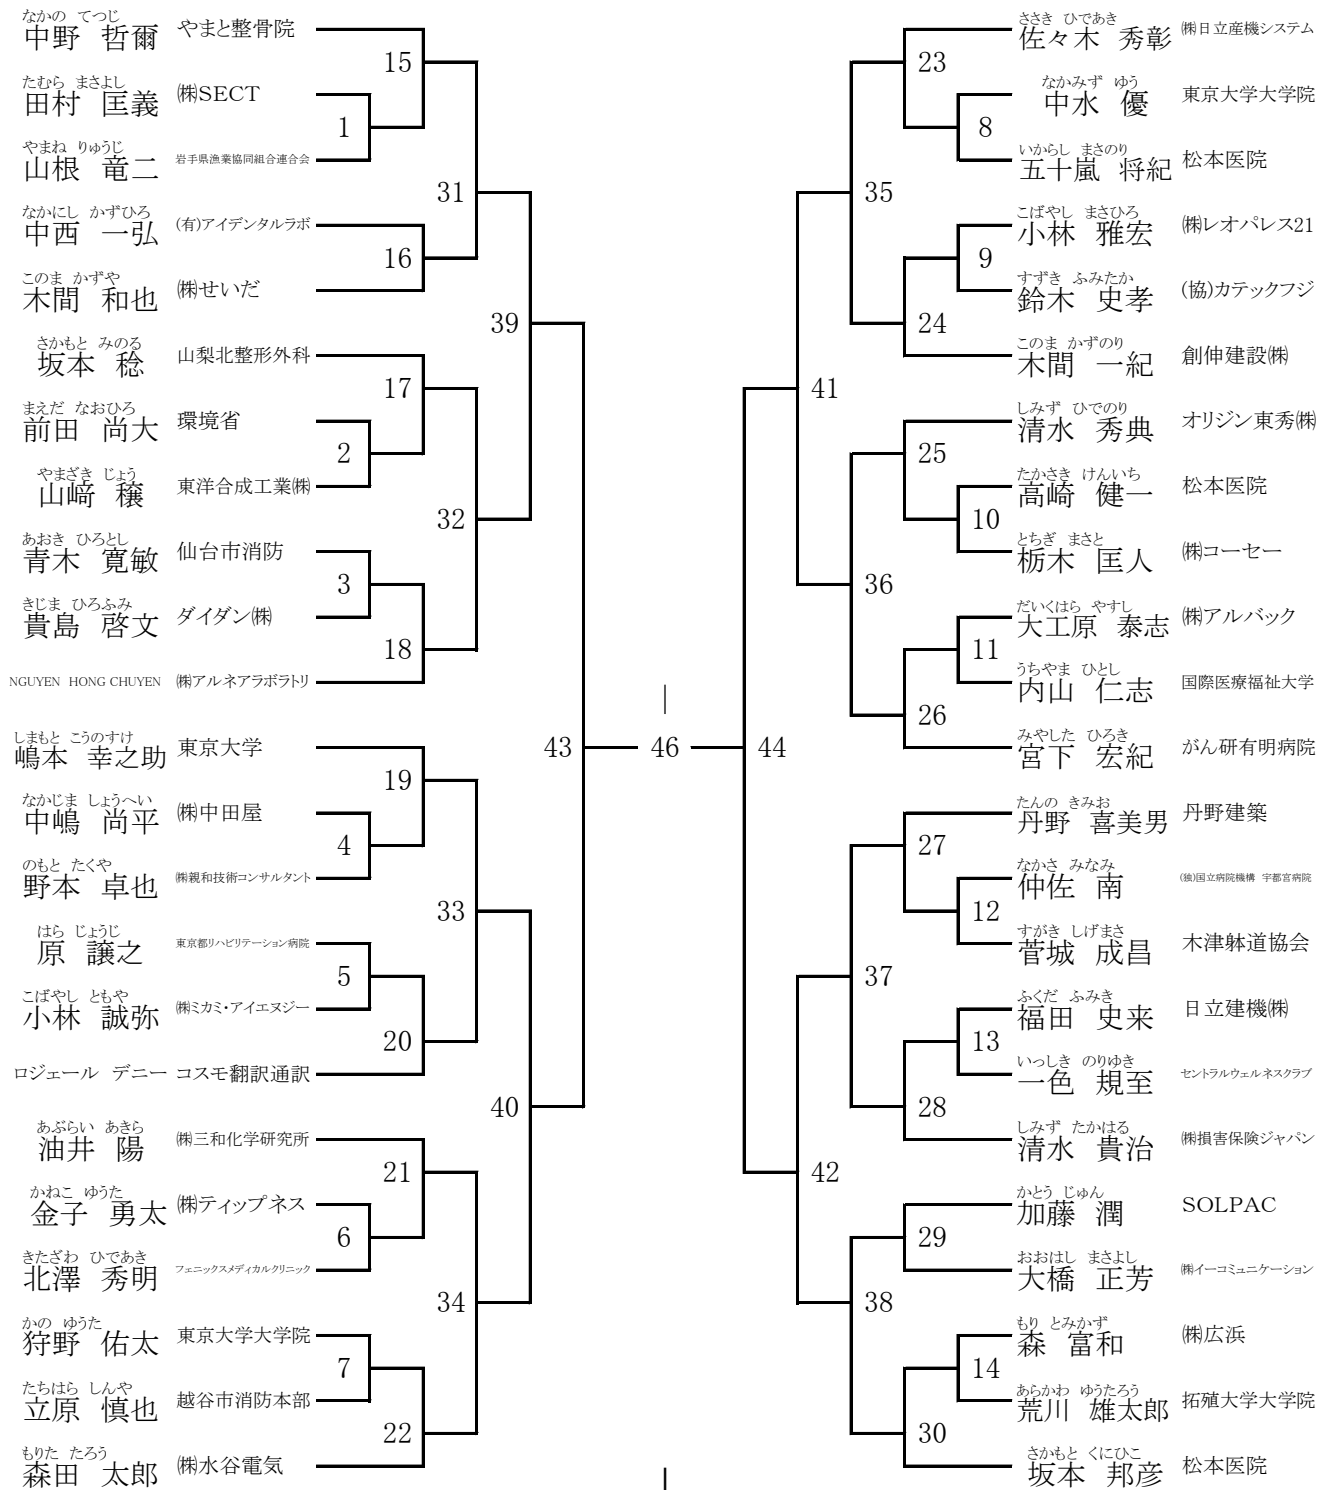 なかの てつじ
中野 哲爾 やまと整骨院
15
たむら まさよし
田村 匡義 ㈱SECT
1
やまね りゅうじ
山根 竜二 岩手県漁業協同組合連合会
31
なかにし かずひろ
中西 一弘 (有)アイデンタルラボ
16
このま かずや
木間 和也 ㈱せいだ
39
さかもと みのる
坂本 稔 山梨北整形外科
17
まえだ なおひろ
前田 尚大 環境省
2
やまざき じょう
山﨑 穣 東洋合成工業㈱
32
あおき ひろとし
青木 寛敏 仙台市消防
3
きじま ひろふみ
貴島 啓文 ダイダン㈱
18
NGUYEN HONG CHUYEN ㈱アルネアラボラトリ
43
しまもと こうのすけ
嶋本 幸之助 東京大学
19
なかじま しょうへい
中嶋 尚平 ㈱中田屋
4
のもと たくや
野本 卓也 ㈱親和技術コンサルタント
33
はら じょうじ
原 譲之 東京都リハビリテーション病院
5
こばやし ともや
小林 誠弥 ㈱ミカミ・アイエヌジー
20
ロジェール デニー コスモ翻訳通訳
40
あぶらい あきら
油井 陽 ㈱三和化学研究所
21
かねこ ゆうた
金子 勇太 ㈱ティップネス
6
きたざわ ひであき
北澤 秀明 フェニックスメディカルクリニック
34
かの ゆうた
狩野 佑太 東京大学大学院
7
たちはら しんや
立原 慎也 越谷市消防本部
22
もりた たろう
森田 太郎 ㈱水谷電気
46
ささき ひであき
佐々木 秀彰 ㈱日立産機システム
23
なかみず ゆう
中水 優 東京大学大学院
8
いからし まさのり
五十嵐 将紀 松本医院
35
こばやし まさひろ
小林 雅宏 ㈱レオパレス21
9
すずき ふみたか
鈴木 史孝 (協)カテックフジ
24
このま かずのり
木間 一紀 創伸建設㈱
41
しみず ひでのり
清水 秀典 オリジン東秀㈱
25
たかさき けんいち
高崎 健一 松本医院
10
とちぎ まさと
栃木 匡人 ㈱コーセー
36
だいくはら やすし
大工原 泰志 ㈱アルバック
11
うちやま ひとし
内山 仁志 国際医療福祉大学
26
みやした ひろき
宮下 宏紀 がん研有明病院
44
たんの きみお
丹野 喜美男 丹野建築
27
なかさ みなみ
仲佐 南 (独)国立病院機構 宇都宮病院
12
すがき しげまさ
菅城 成昌 木津躰道協会
37
ふくだ ふみき
福田 史来 日立建機㈱
13
いっしき のりゆき
一色 規至 セントラルウェルネスクラブ
28
しみず たかはる
清水 貴治 ㈱損害保険ジャパン
42
かとう じゅん
加藤 潤 SOLPAC
29
おおはし まさよし
大橋 正芳 ㈱イーコミュニケーション
38
もり とみかず
森 富和 ㈱広浜
14
あらかわ ゆうたろう
荒川 雄太郎 拓殖大学大学院
30
さかもと くにひこ
坂本 邦彦 松本医院